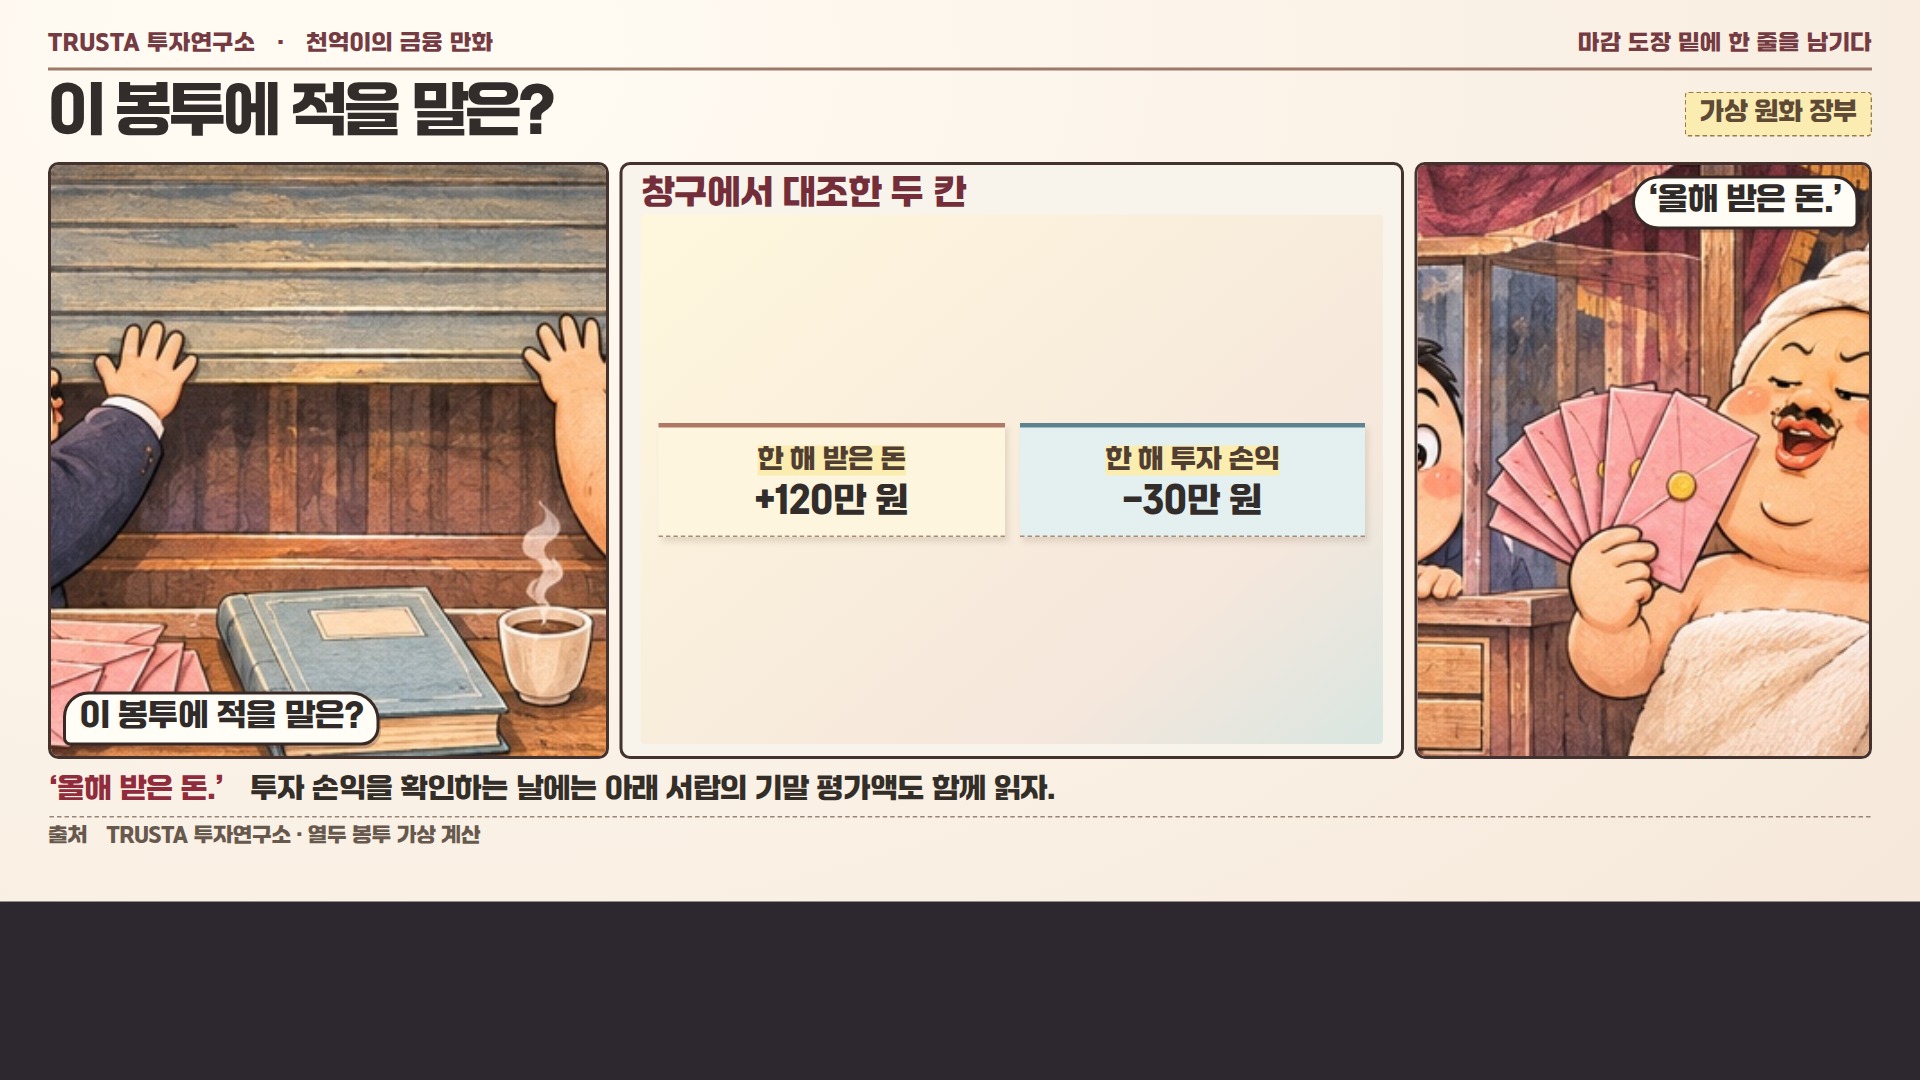 TRUSTA 투자연구소 · 천억이의 금융 만화
마감 도장 밑에 한 줄을 남기다
이 봉투에 적을 말은?
가상 원화 장부
이 봉투에 적을 말은?
창구에서 대조한 두 칸
한 해 받은 돈
+120만 원
한 해 투자 손익
−30만 원
‘올해 받은 돈.’
‘올해 받은 돈.’ 투자 손익을 확인하는 날에는 아래 서랍의 기말 평가액도 함께 읽자.
출처 TRUSTA 투자연구소 · 열두 봉투 가상 계산